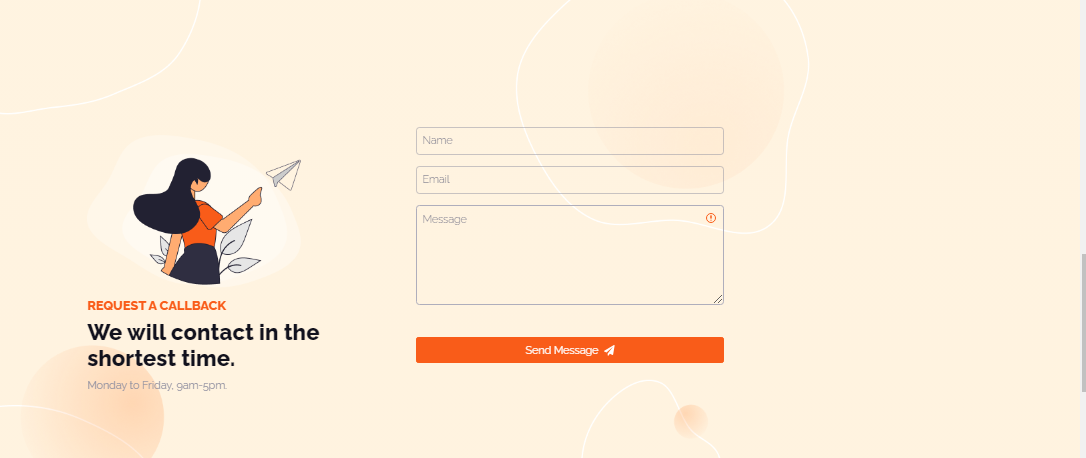 Name
Email
Message
REQUEST A CALLBACK
We will contact in the
shortest time.
Monday to Friday, 9am-5pm.
Send Message